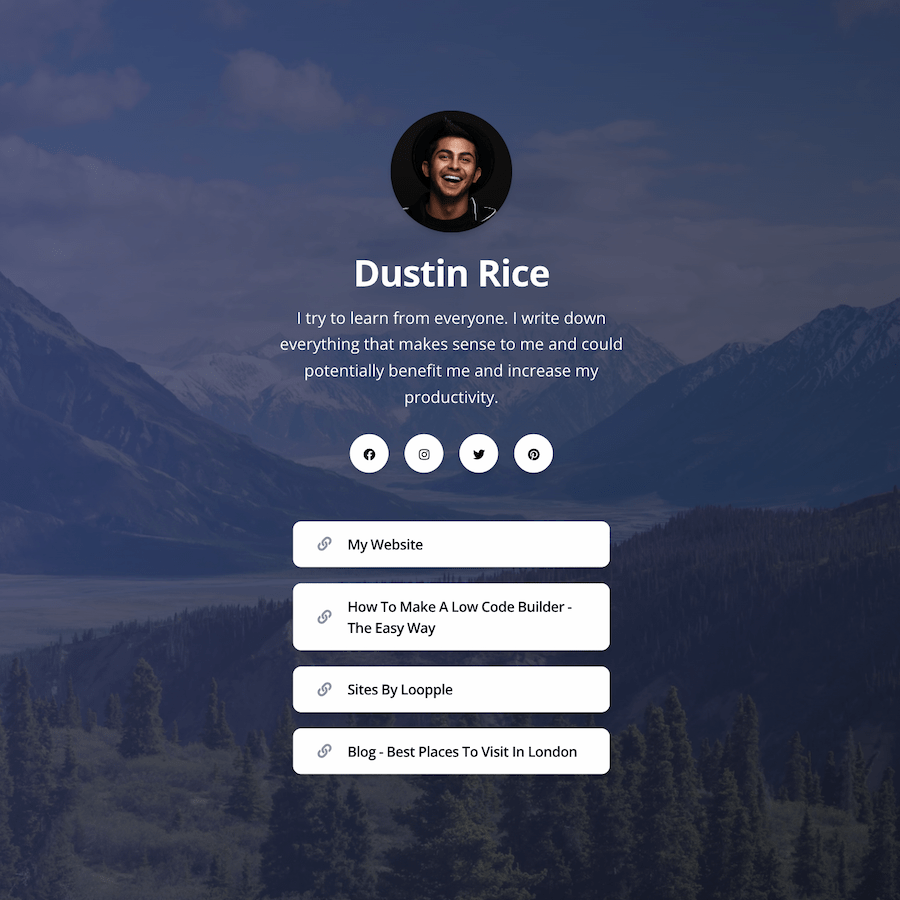 Dustin Rice
I try to learn from everyone. I write down
everything that makes sense to me and could
potentially benefit me and increase my
productivity.
My Website
How To Make A Low Code Builder -
The Easy Way
Sites By Loopple
Blog - Best Places To Visit In London